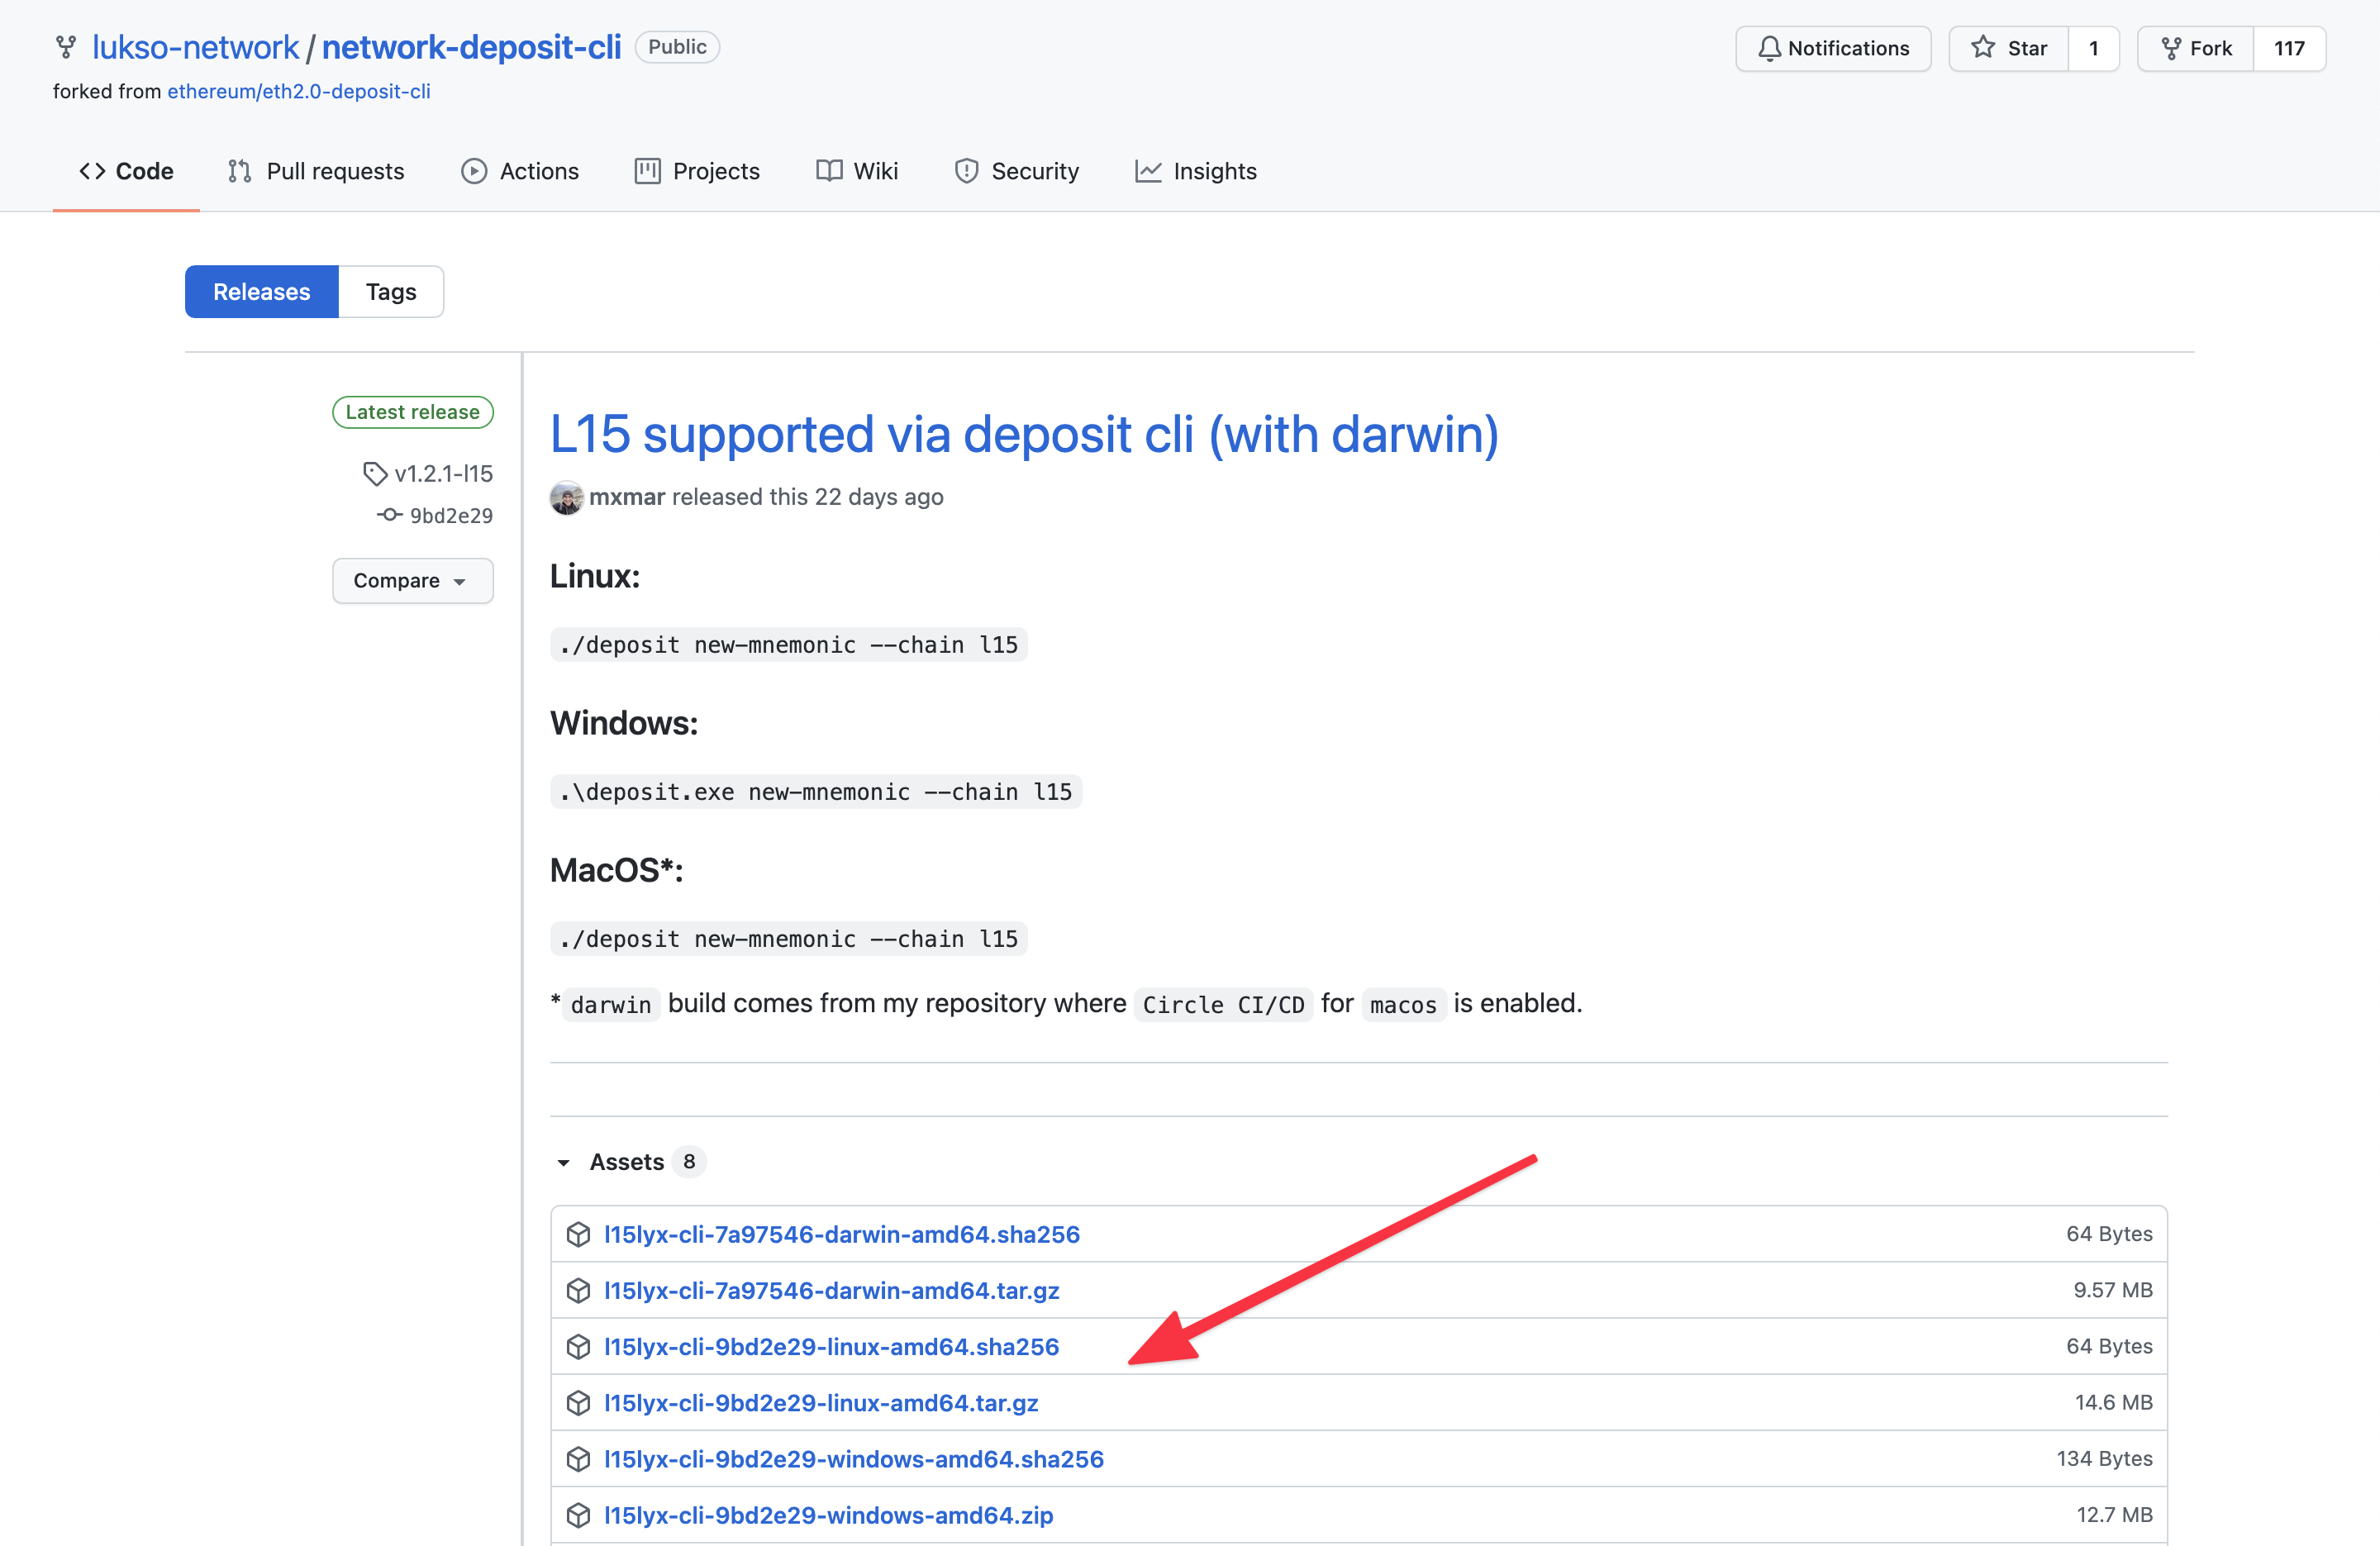 lukso-network / network-deposit-cli Public
Notifications Star 1 Fork 117
forked from ethereum/eth2.0-deposit-cli
Code Pull requests Actions Projects Wiki Security Insights
Releases Tags
Latest release
v1.2.1-l15
9bd2e29
Compare
L15 supported via deposit cli (with darwin)
mxmar released this 22 days ago
Linux:
./deposit new-mnemonic --chain l15
Windows:
.\deposit.exe new-mnemonic --chain l15
MacOS*:
./deposit new-mnemonic --chain l15
* darwin build comes from my repository where Circle CI/CD for macos is enabled.
Assets 8
l15lyx-cli-7a97546-darwin-amd64.sha256 64 Bytes
l15lyx-cli-7a97546-darwin-amd64.tar.gz 9.57 MB
l15lyx-cli-9bd2e29-linux-amd64.sha256 64 Bytes
l15lyx-cli-9bd2e29-linux-amd64.tar.gz 14.6 MB
l15lyx-cli-9bd2e29-windows-amd64.sha256 134 Bytes
l15lyx-cli-9bd2e29-windows-amd64.zip 12.7 MB